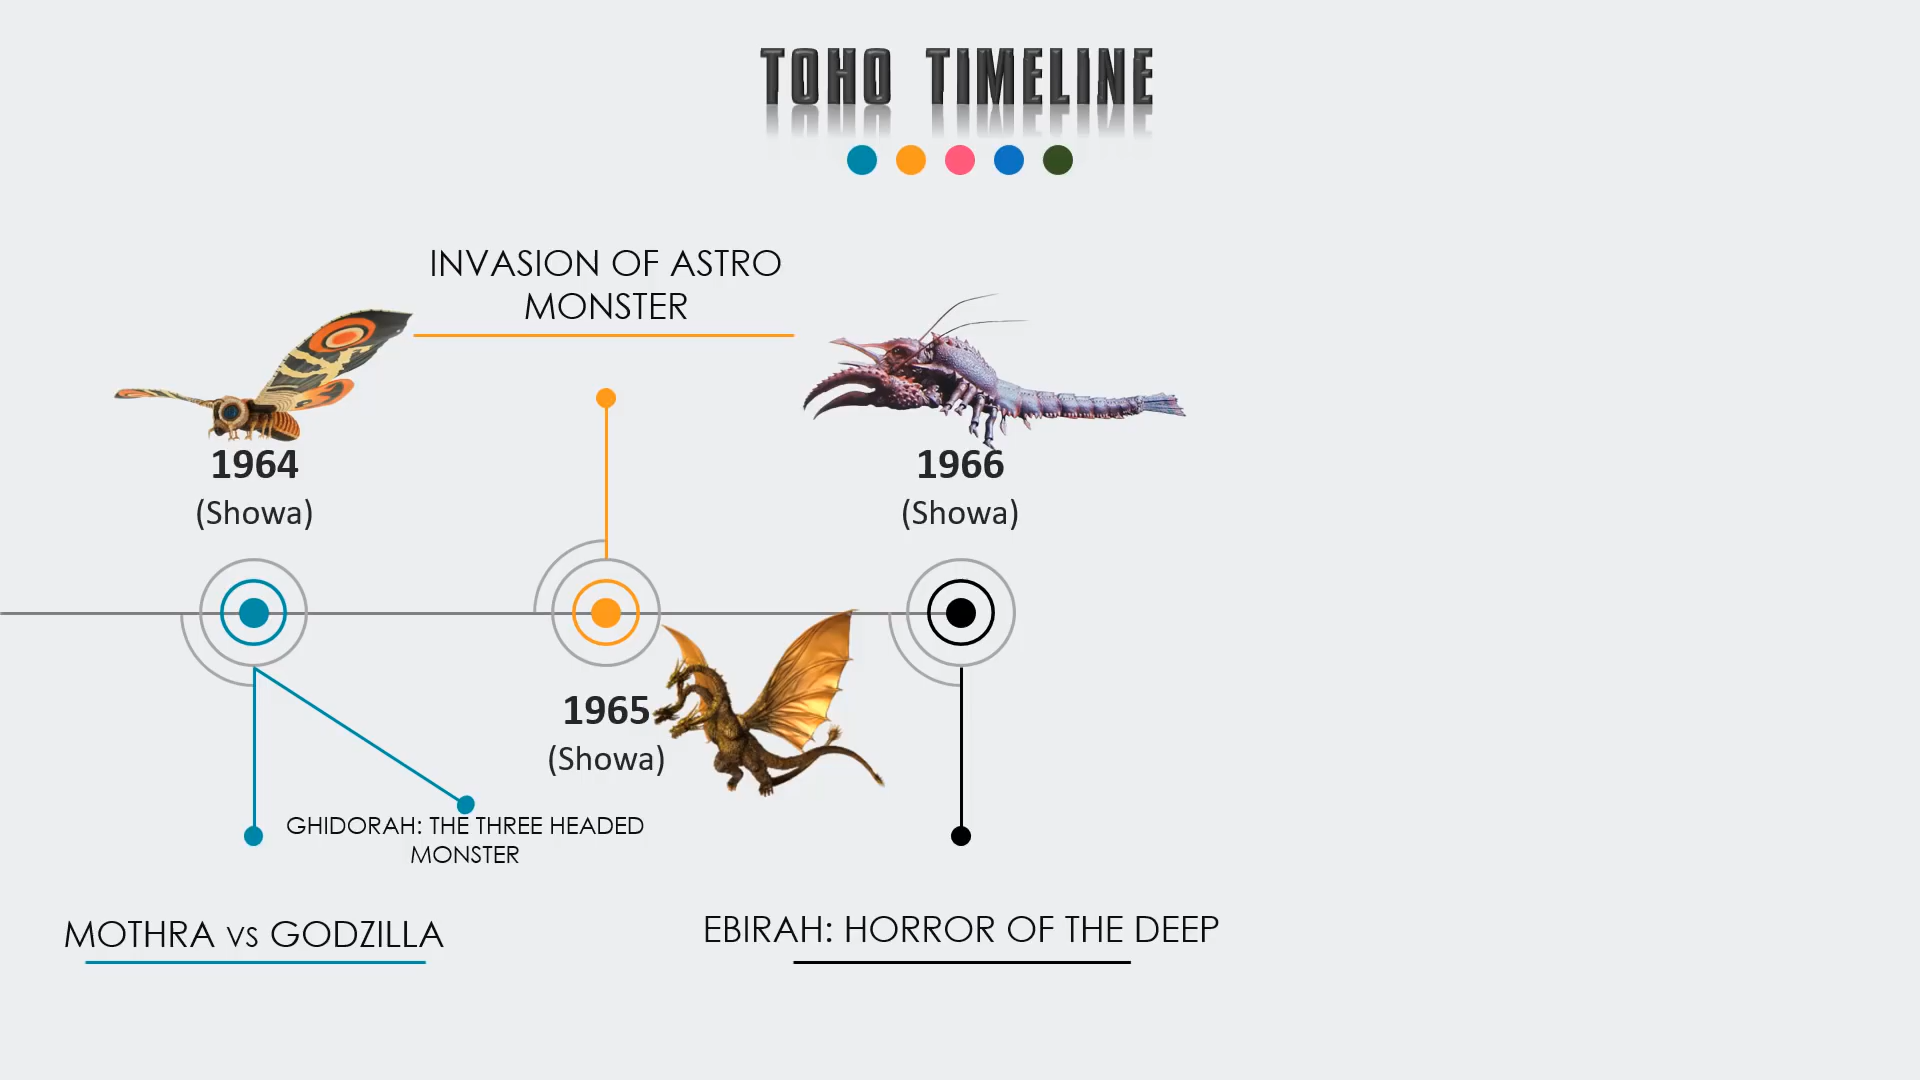 TOHO TIMELINE
INVASION OF ASTRO
MONSTER
1964
(Showa)
1966
(Showa)
1965
(Showa)
GHIDORAH: THE THREE HEADED
MONSTER
MOTHRA vs GODZILLA
EBIRAH: HORROR OF THE DEEP